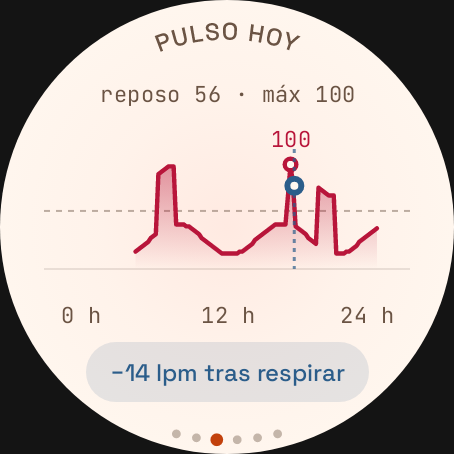 PULSO HOY
reposo 56 · máx 100
100
0 h 12 h 24 h
−14 lpm tras respirar